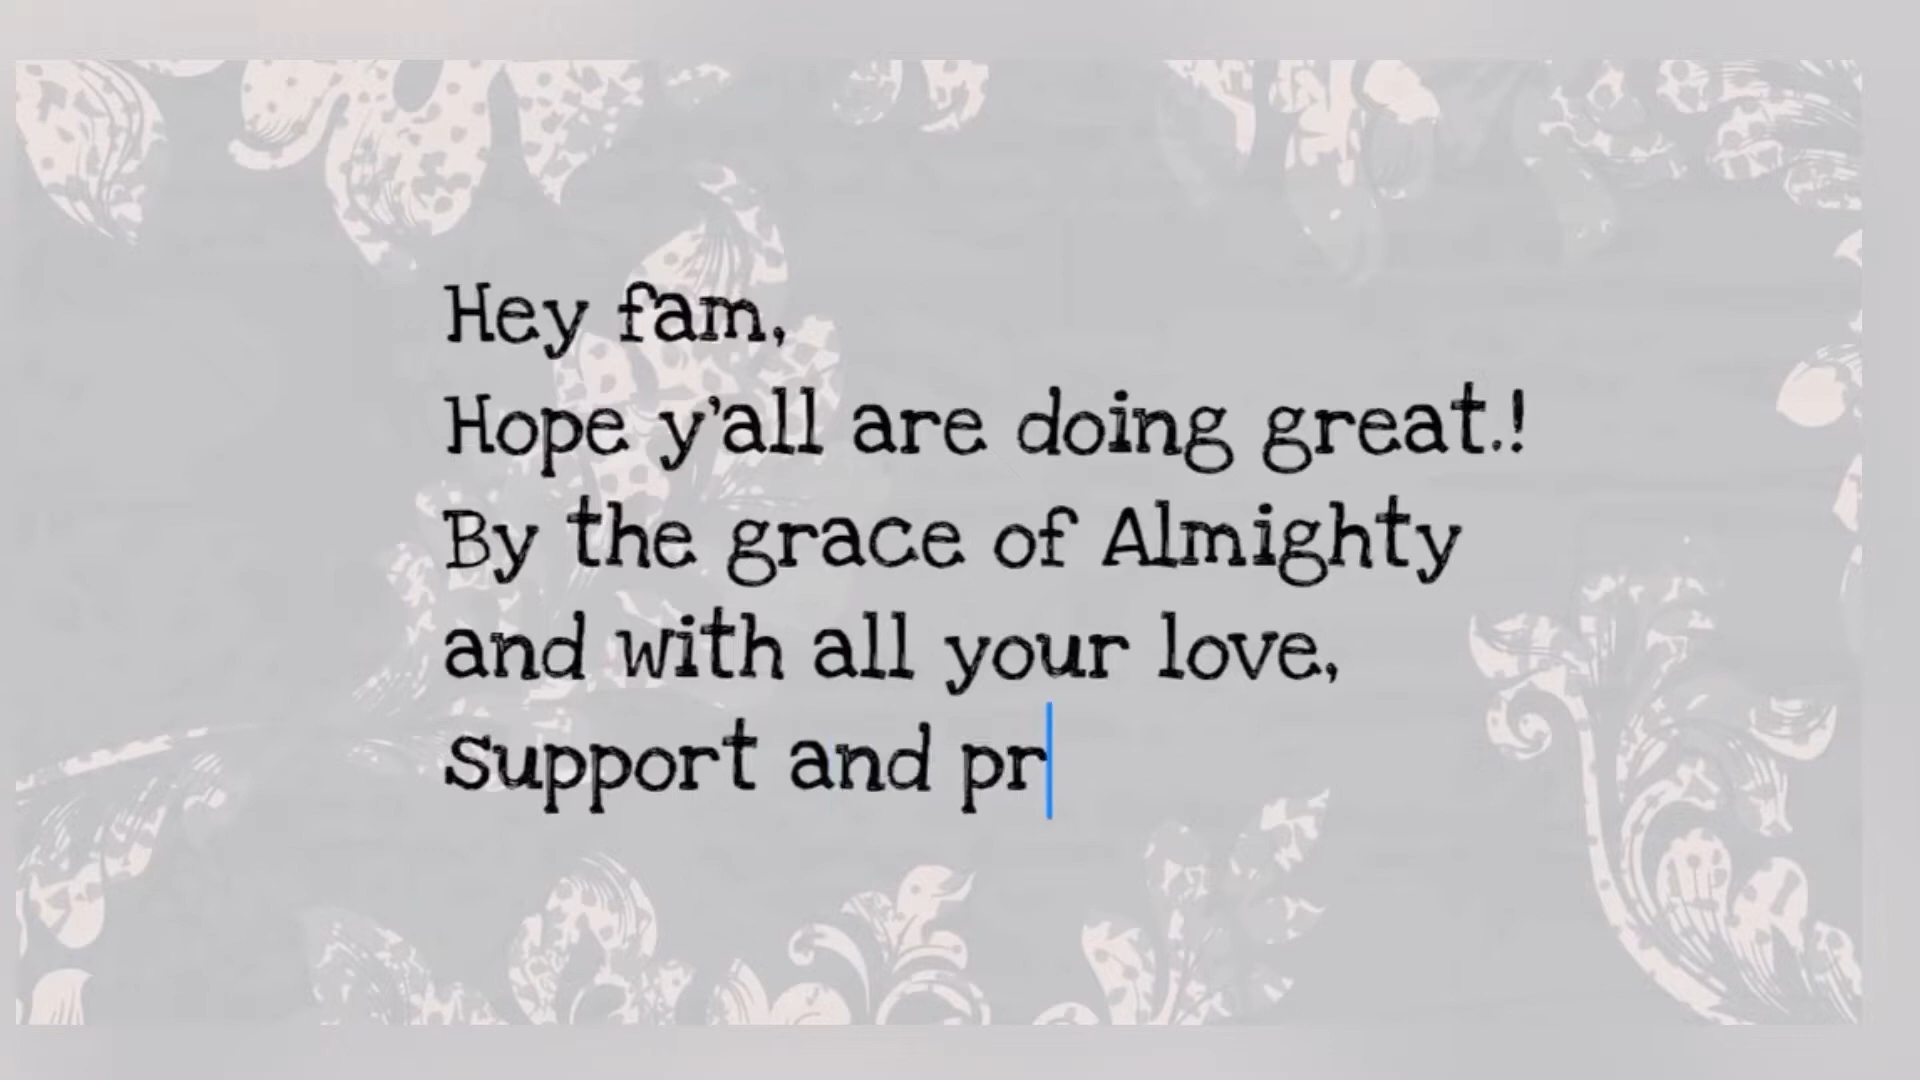 Hey fam,
Hope y'all are doing great.!
By the grace of Almighty
and with all your love,
Support and pr